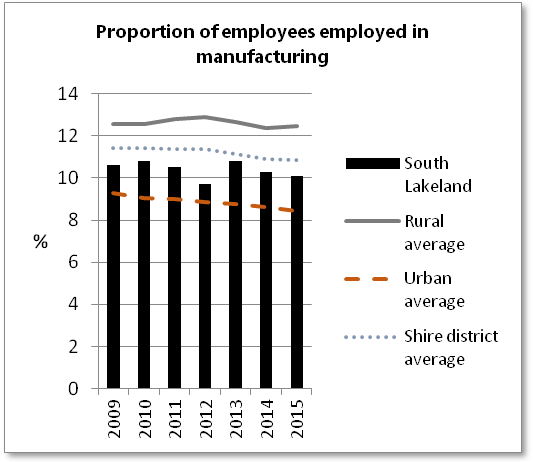 Proportion of employees employed in
manufacturing
14
12
10
8
6
4
2
0
%
2009
2010
2011
2012
2013
2014
2015
South
Lakeland
Rural
average
Urban
average
Shire district
average